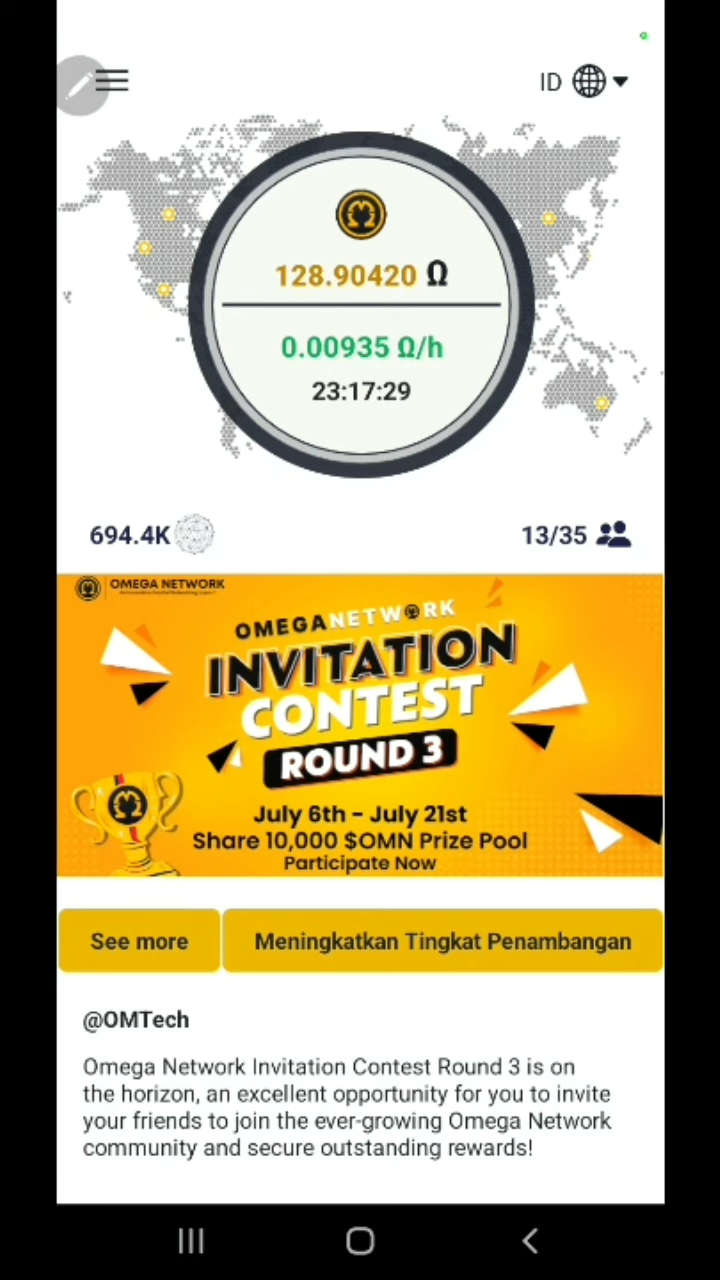 ID
128.90420 Ω
0.00935 Ω/h
23:17:29
694.4K
13/35
OMEGA NETWORK
OMEGANETWORK
INVITATION
CONTEST
ROUND 3
July 6th - July 21st
Share 10,000 $OMN Prize Pool
Participate Now
See more
Meningkatkan Tingkat Penambangan
@OMTech
Omega Network Invitation Contest Round 3 is on
the horizon, an excellent opportunity for you to invite
your friends to join the ever-growing Omega Network
community and secure outstanding rewards!